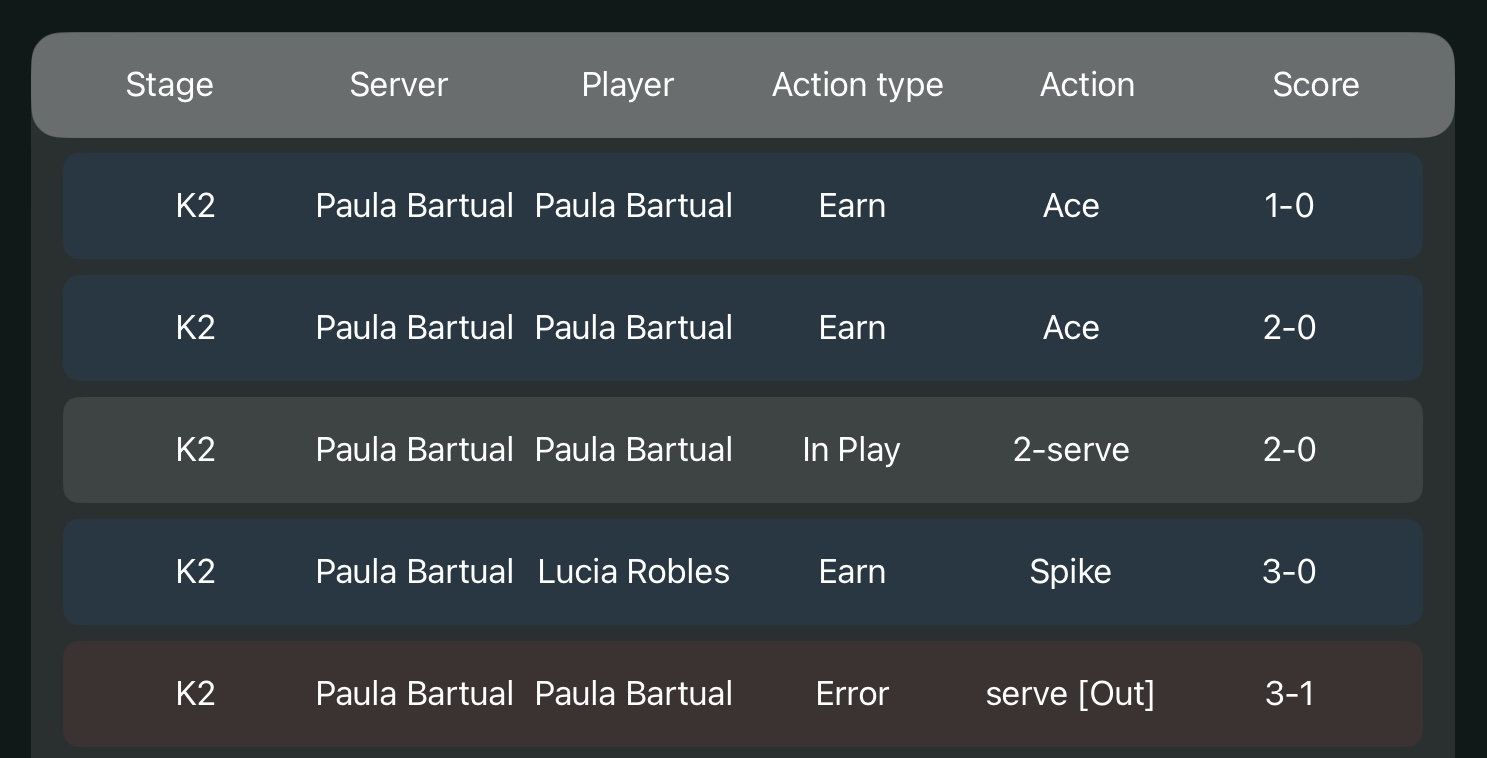 Stage Server Player Action type Action Score
K2 Paula Bartual Paula Bartual Earn Ace 1-0
K2 Paula Bartual Paula Bartual Earn Ace 2-0
K2 Paula Bartual Paula Bartual In Play 2-serve 2-0
K2 Paula Bartual Lucia Robles Earn Spike 3-0
K2 Paula Bartual Paula Bartual Error serve [Out] 3-1